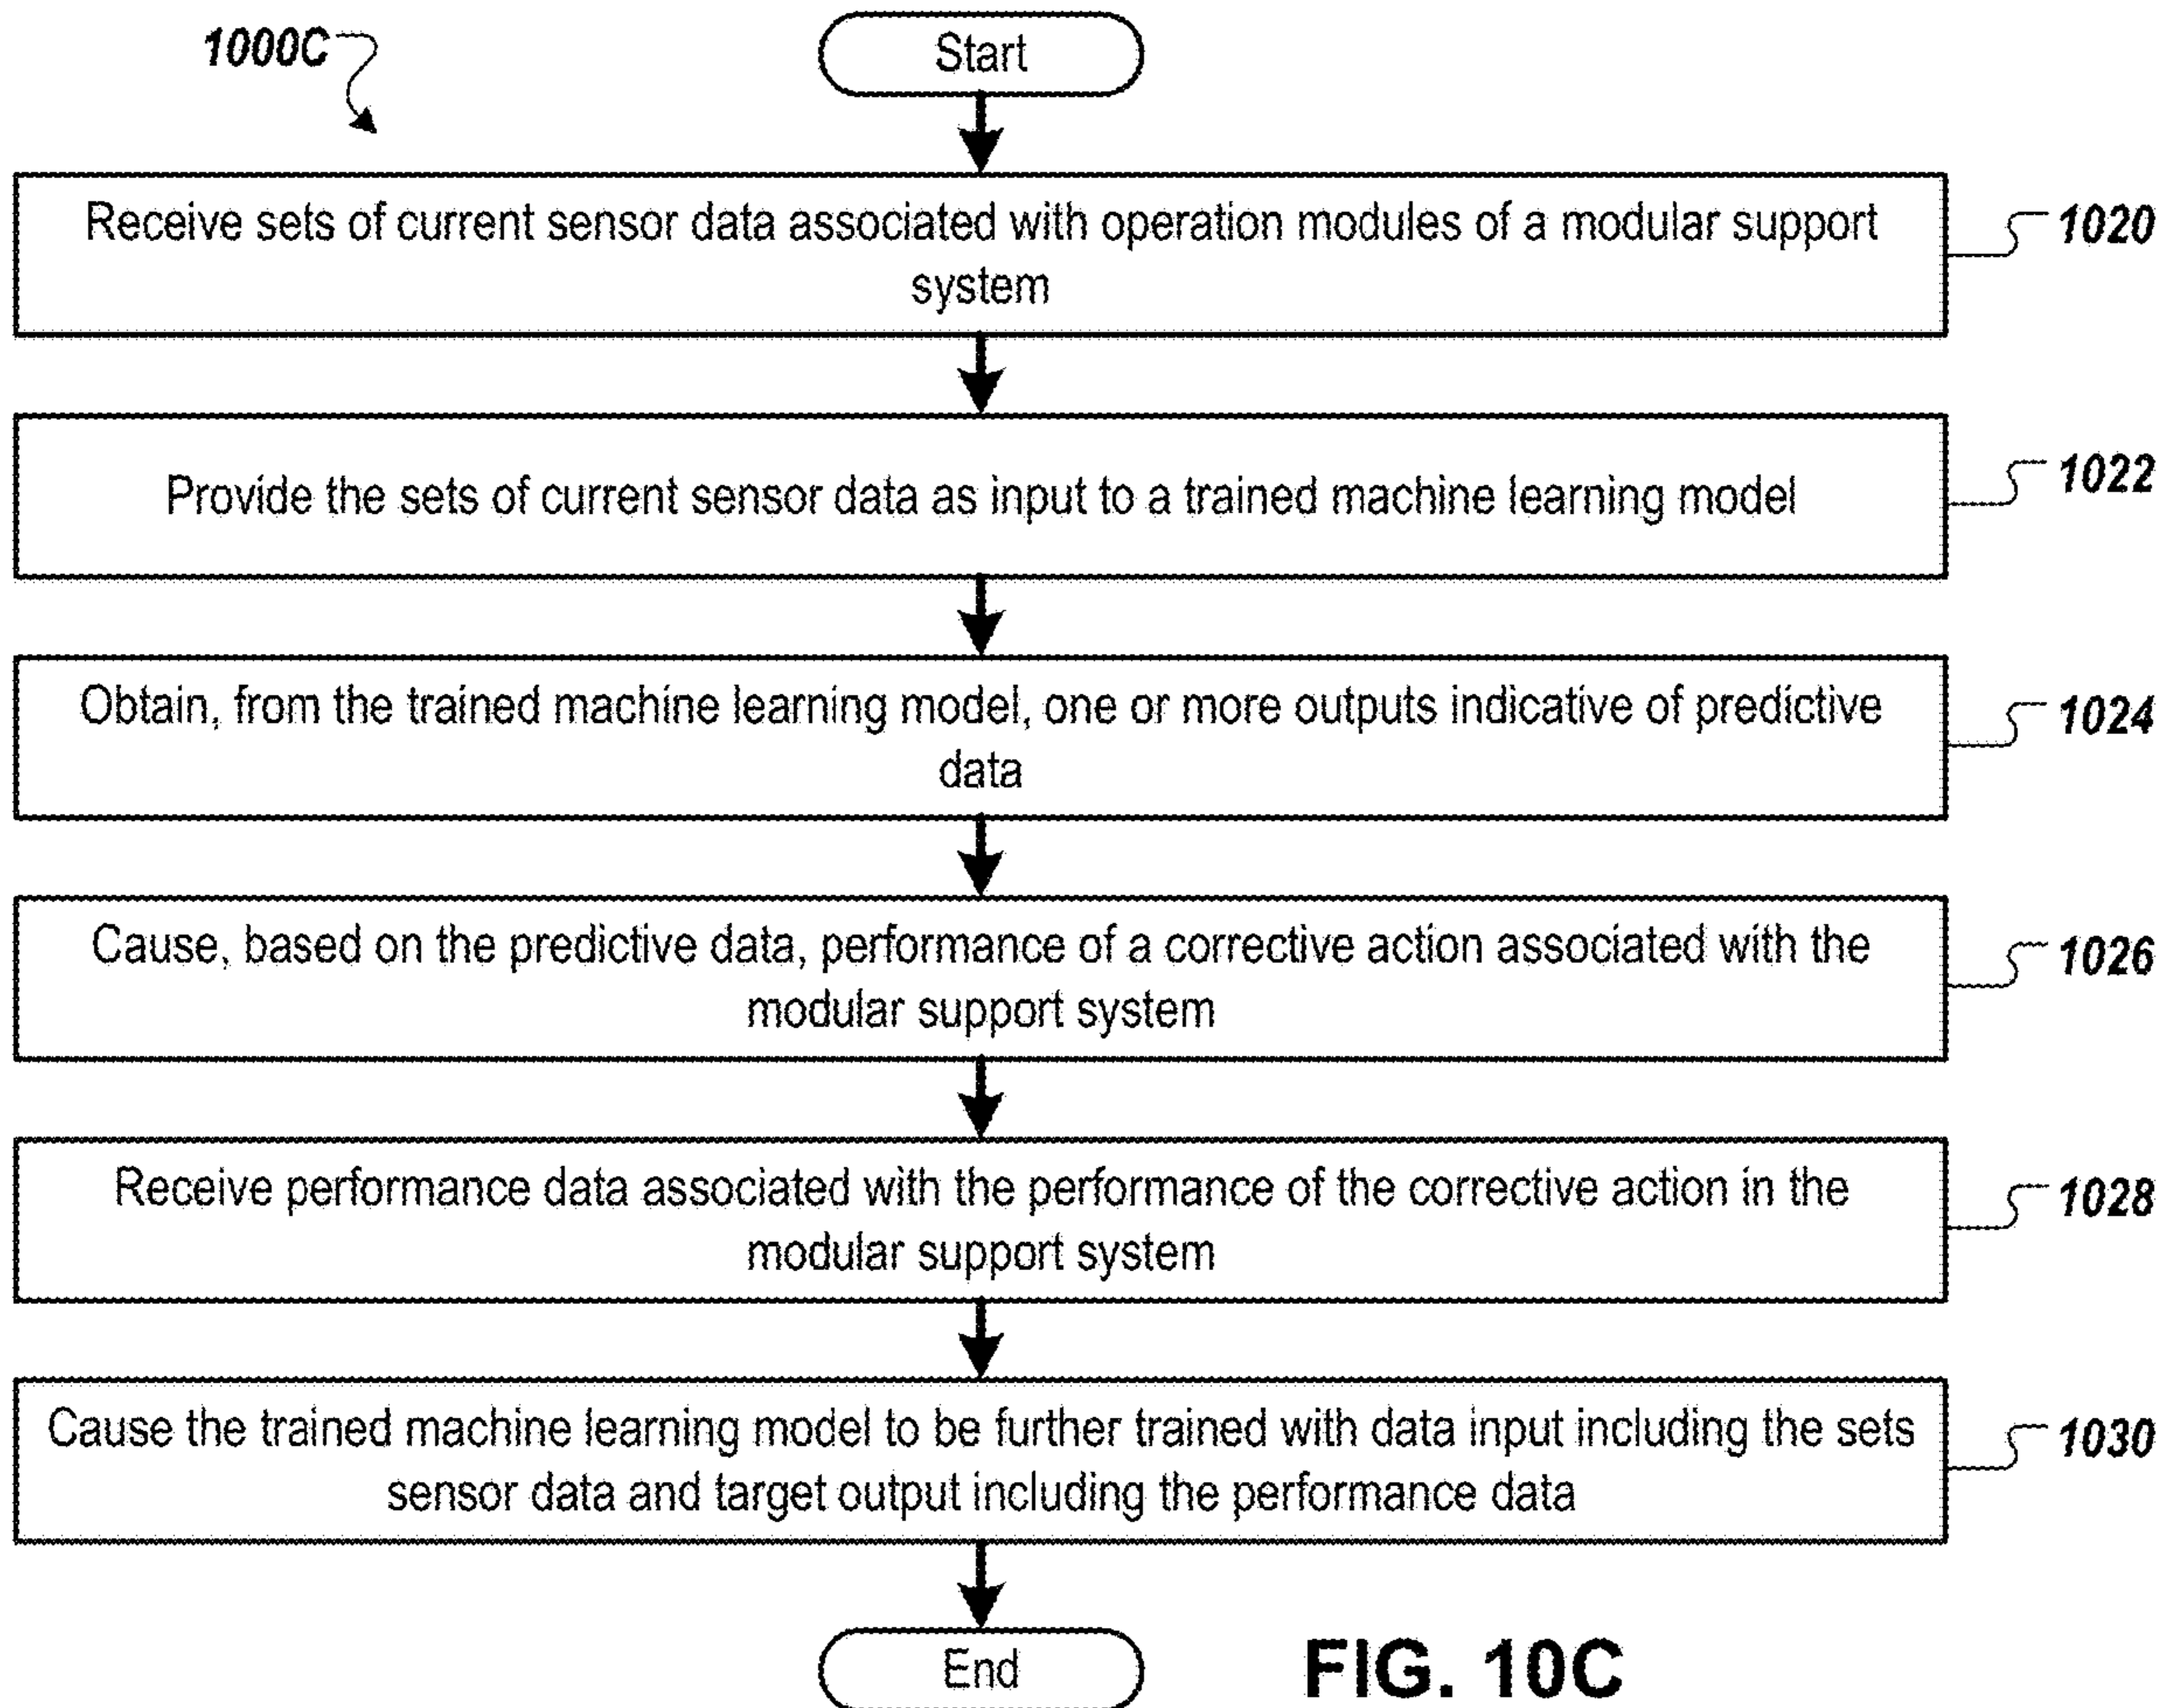 1000C
Start
Receive sets of current sensor data associated with operation modules of a modular support
system
1020
Provide the sets of current sensor data as input to a trained machine learning model
1022
Obtain, from the trained machine learning model, one or more outputs indicative of predictive
data
1024
Cause, based on the predictive data, performance of a corrective action associated with the
modular support system
1026
Receive performance data associated with the performance of the corrective action in the
modular support system
1028
Cause the trained machine learning model to be further trained with data input including the sets
sensor data and target output including the performance data
1030
End
FIG. 10C